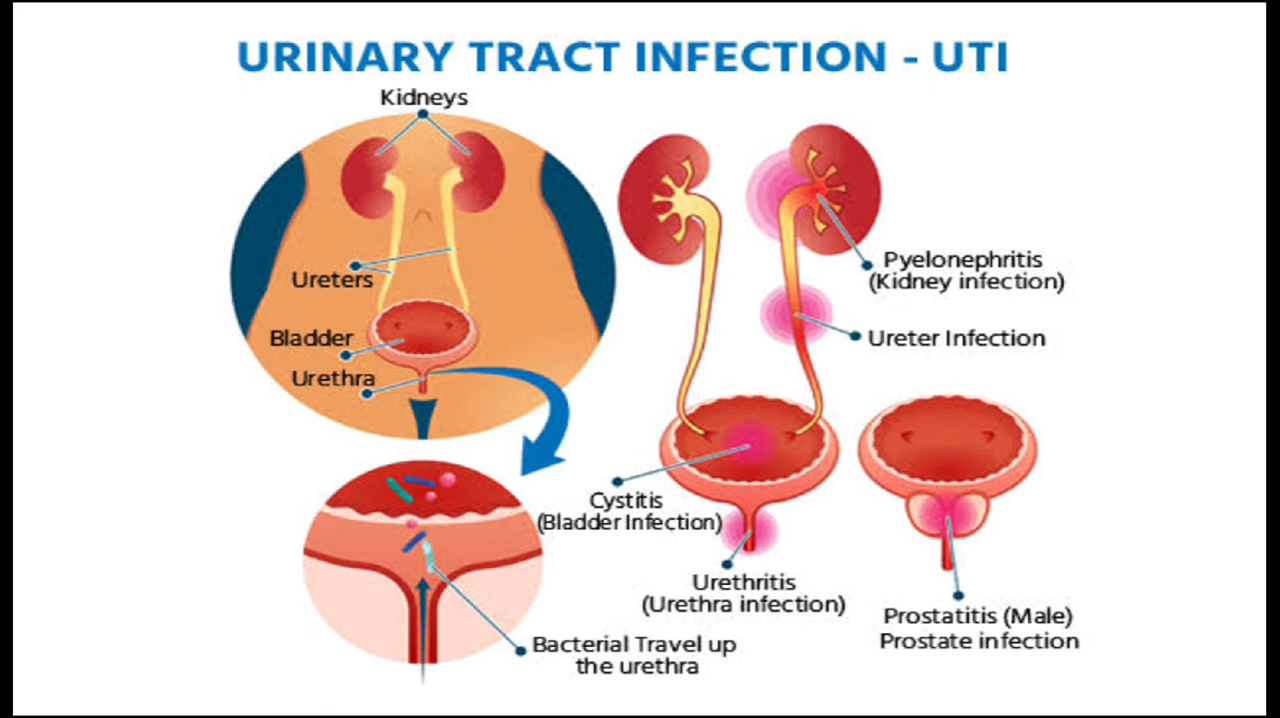 URINARY TRACT INFECTION - UTI
Kidneys
Ureters
Bladder
Urethra
Pyelonephritis
(Kidney infection)
Ureter Infection
Cystitis
(Bladder Infection)
Urethritis
(Urethra infection)
Prostatitis (Male)
Prostate infection
Bacterial Travel up
the urethra